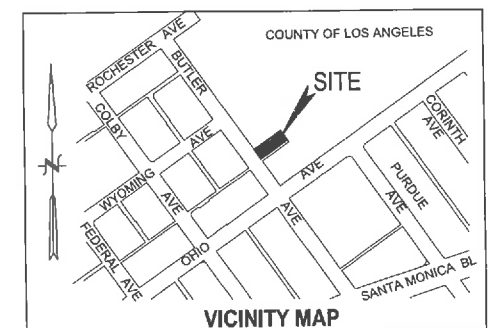 COUNTY OF LOS ANGELES
ROCHESTER AVE
BUTLER
AVE
COLBY
AVE
SITE
CORINTH
AVE
WYOMING
AVE
PURDUE
AVE
FEDERAL
AVE
OHIO
AVE
N
SANTA MONICA BL
VICINITY MAP